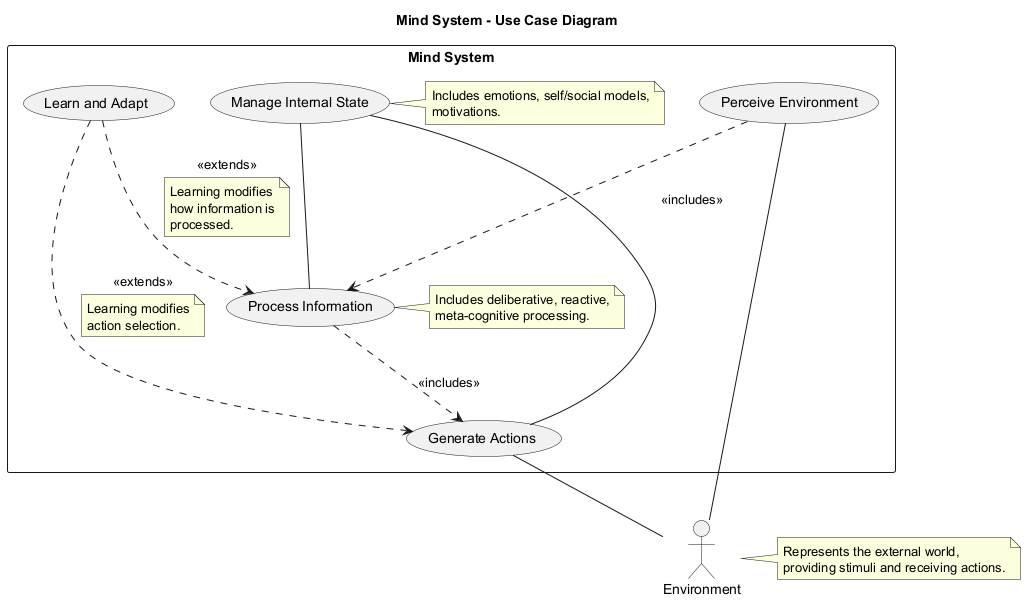 Mind System - Use Case Diagram
Mind System
Learn and Adapt
Manage Internal State
Includes emotions, self/social models,
motivations.
Perceive Environment
«extends»
Learning modifies
how information is
processed.
«includes»
«extends»
Learning modifies
action selection.
Process Information
Includes deliberative, reactive,
meta-cognitive processing.
«includes»
Generate Actions
Represents the external world,
providing stimuli and receiving actions.
Environment